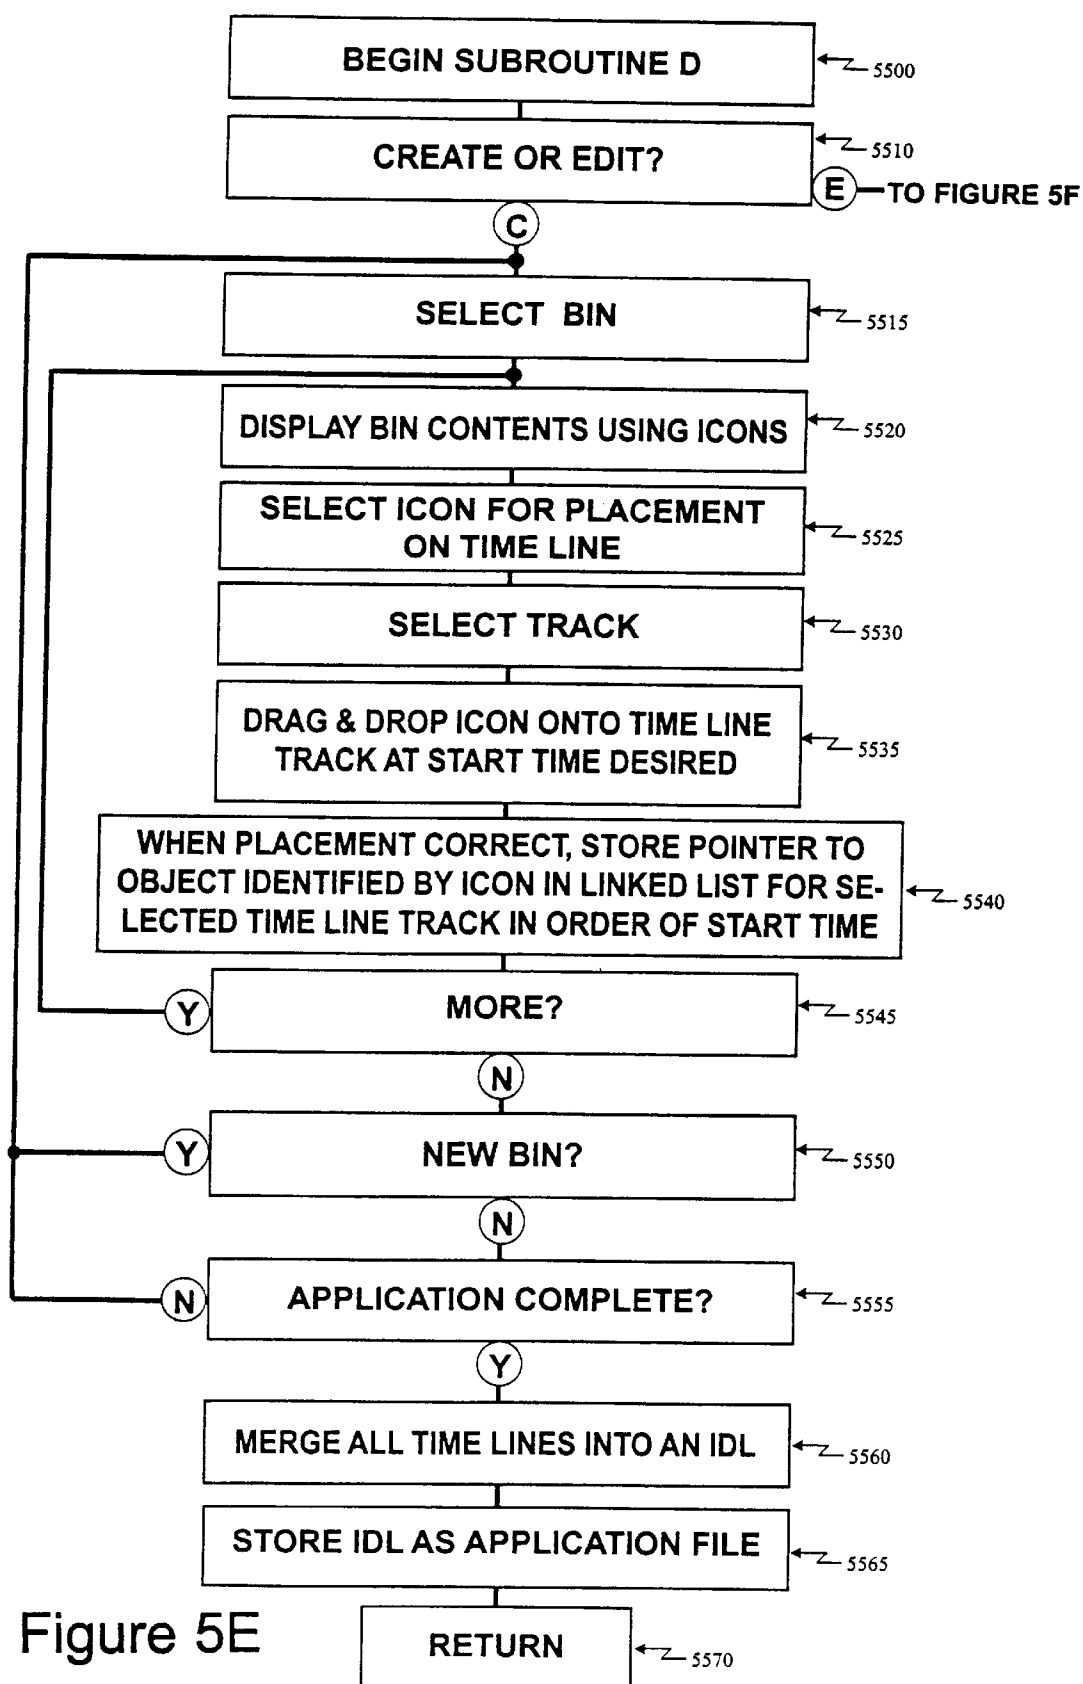 BEGIN SUBROUTINE D
5500
CREATE OR EDIT?
5510
E
TO FIGURE 5F
C
SELECT BIN
5515
DISPLAY BIN CONTENTS USING ICONS
5520
SELECT ICON FOR PLACEMENT
ON TIME LINE
5525
SELECT TRACK
5530
DRAG & DROP ICON ONTO TIME LINE
TRACK AT START TIME DESIRED
5535
WHEN PLACEMENT CORRECT, STORE POINTER TO
OBJECT IDENTIFIED BY ICON IN LINKED LIST FOR SE-
LECTED TIME LINE TRACK IN ORDER OF START TIME
5540
Y
MORE?
5545
N
Y
NEW BIN?
5550
N
N
APPLICATION COMPLETE?
5555
Y
MERGE ALL TIME LINES INTO AN IDL
5560
STORE IDL AS APPLICATION FILE
5565
Figure 5E
RETURN
5570